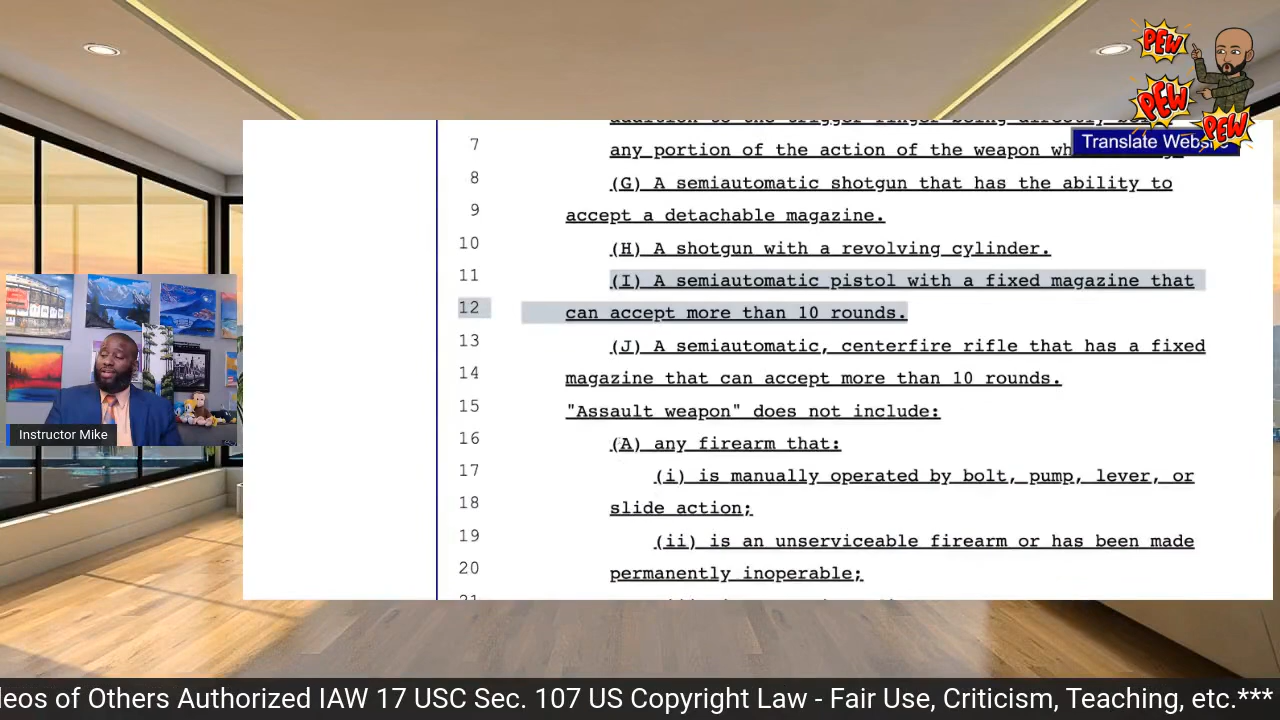 PEW
PEW
PEW
Translate
7 any portion of the action of the weapon
8 (G) A semiautomatic shotgun that has the ability to
9 accept a detachable magazine.
10 (H) A shotgun with a revolving cylinder.
11 (I) A semiautomatic pistol with a fixed magazine that
12 can accept more than 10 rounds.
13 (J) A semiautomatic, centerfire rifle that has a fixed
14 magazine that can accept more than 10 rounds.
15 "Assault weapon" does not include:
16 (A) any firearm that:
17 (i) is manually operated by bolt, pump, lever, or
18 slide action;
19 (ii) is an unserviceable firearm or has been made
20 permanently inoperable;
Instructor Mike
of Others Authorized IAW 17 USC Sec. 107 US Copyright Law - Fair Use, Criticism, Teaching, etc.***